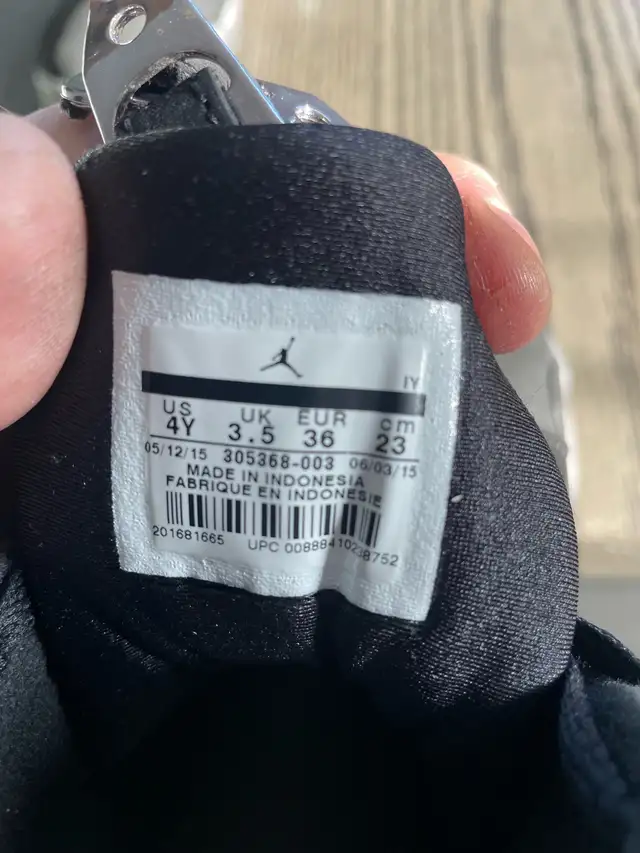 IY
US UK EUR cm
4Y 3.5 36 23
05/12/15 305368-003 06/03/15
MADE IN INDONESIA
FABRIQUE EN INDONESIE
201681665 UPC 00888410238752